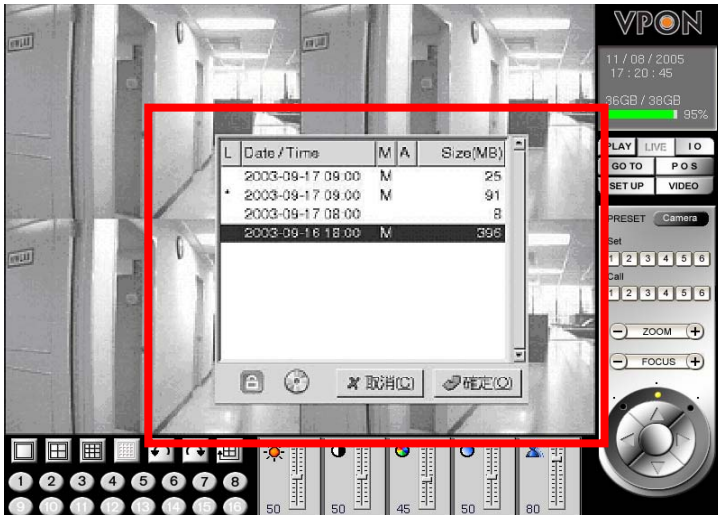 VPON
11 / 08 / 2005
17 : 20 : 45
36GB / 38GB
95%
L Date / Time M A Size(MB)
2003-09-17 09:00 M 25
* 2003-09-17 09:00 M 91
2003-09-17 08:00 8
2003-09-16 18:00 M 396
取消(C) 確定(O)
PLAY LIVE I O
GO TO P O S
SET UP VIDEO
PRESET Camera
Set
1 2 3 4 5 6
Call
1 2 3 4 5 6
ZOOM
FOCUS
1 2 3 4 5 6 7 8
9 10 11 12 13 14 15 16
50 50 45 50 80